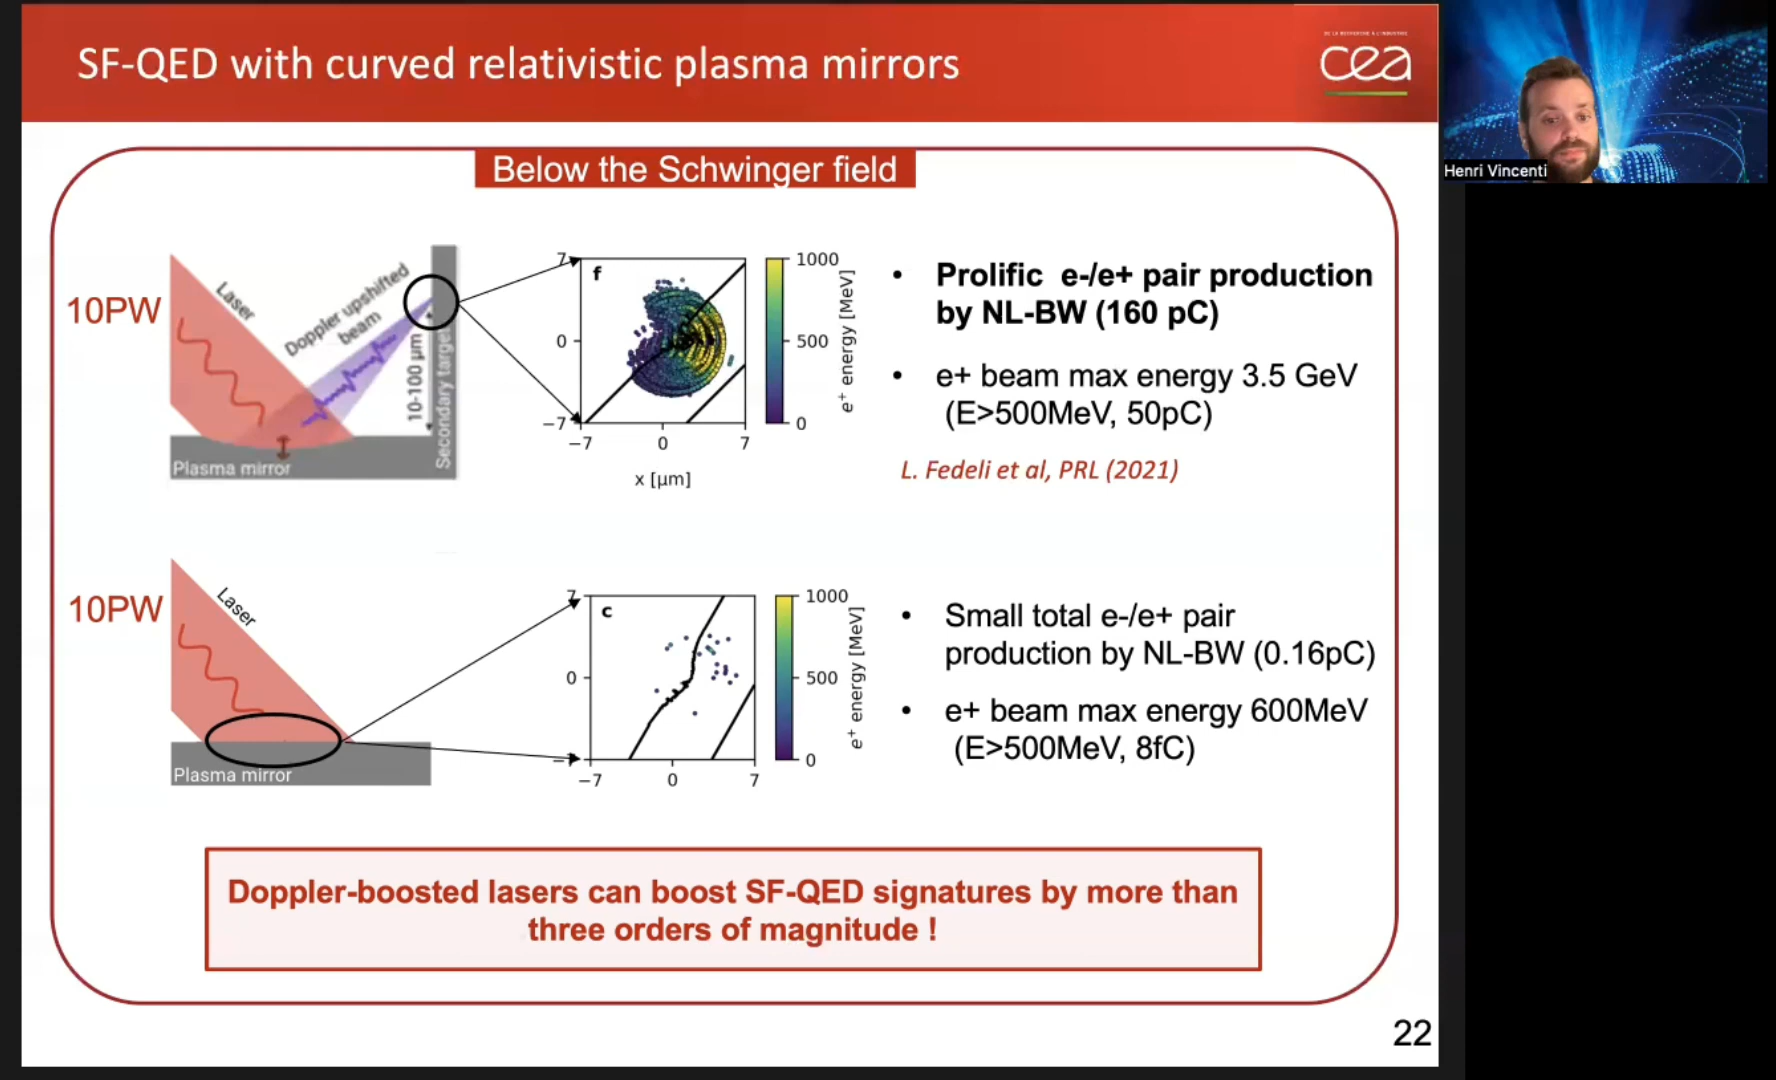 SF-QED with curved relativistic plasma mirrors
cea
Henri Vincenti
Below the Schwinger field
10PW
Laser
Doppler upshifted
beam
10-100 μm
Secondary target
Plasma mirror
f
7
0
−7
−7
0
7
x [μm]
1000
500
0
e⁺ energy [MeV]
• Prolific e-/e+ pair production
by NL-BW (160 pC)
• e+ beam max energy 3.5 GeV
(E>500MeV, 50pC)
L. Fedeli et al, PRL (2021)
10PW
Laser
Plasma mirror
c
7
0
−7
0
7
1000
500
0
e⁺ energy [MeV]
• Small total e-/e+ pair
production by NL-BW (0.16pC)
• e+ beam max energy 600MeV
(E>500MeV, 8fC)
Doppler-boosted lasers can boost SF-QED signatures by more than
three orders of magnitude !
22